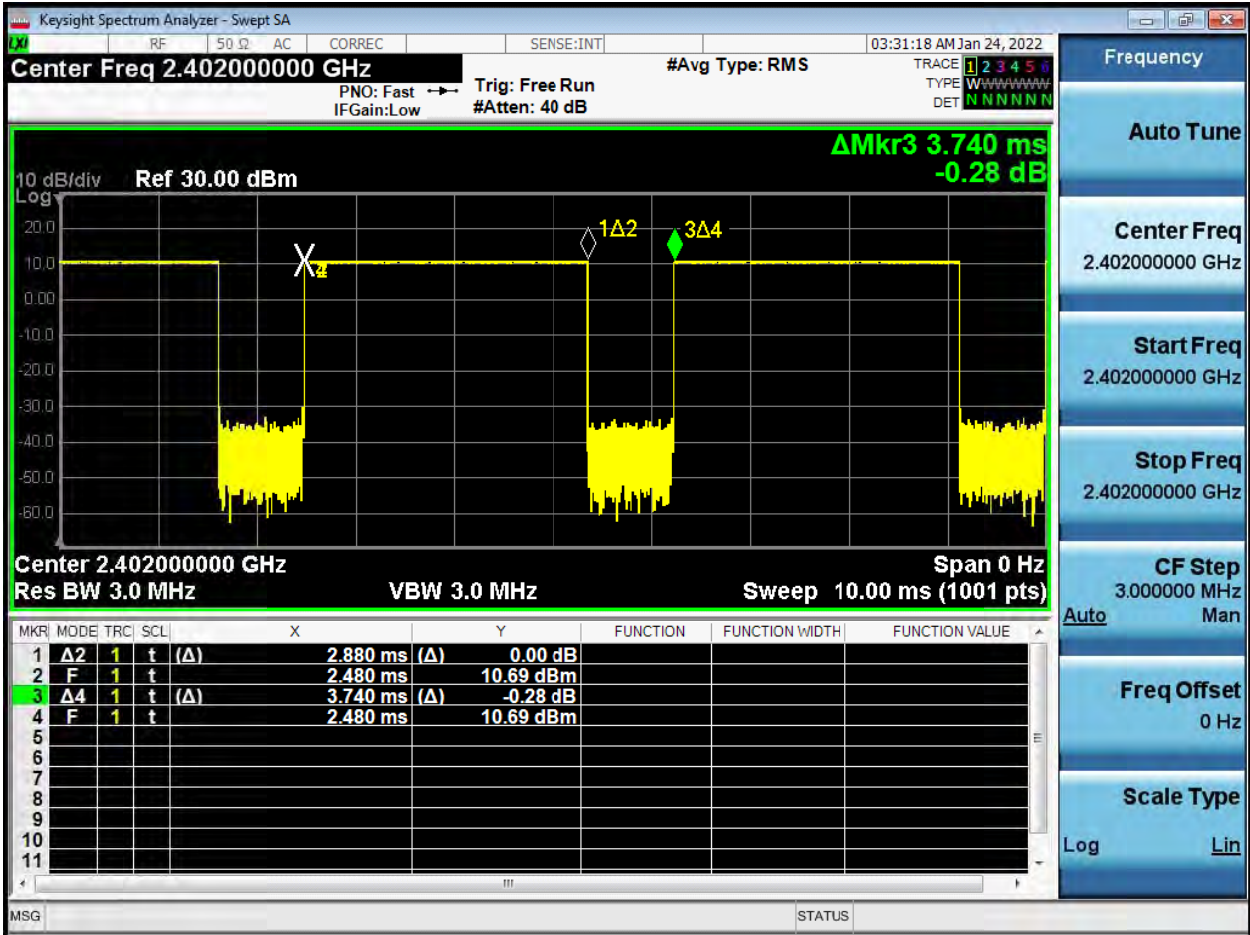 Keysight Spectrum Analyzer - Swept SA
LXI RF 50 Ω AC CORREC SENSE:INT 03:31:18 AM Jan 24, 2022
Center Freq 2.402000000 GHz
PNO: Fast
IFGain:Low
Trig: Free Run
#Atten: 40 dB
#Avg Type: RMS
TRACE 1 2 3 4 5 6
TYPE WWWWWW
DET N N N N N N
ΔMkr3 3.740 ms
-0.28 dB
10 dB/div Ref 30.00 dBm
Log
20.0
10.0
0.00
-10.0
-20.0
-30.0
-40.0
-50.0
-60.0
1Δ2
3Δ4
Center 2.402000000 GHz Span 0 Hz
Res BW 3.0 MHz VBW 3.0 MHz Sweep 10.00 ms (1001 pts)
MKR MODE TRC SCL X Y FUNCTION FUNCTION WIDTH FUNCTION VALUE
1 Δ2 1 t (Δ) 2.880 ms (Δ) 0.00 dB
2 F 1 t 2.480 ms 10.69 dBm
3 Δ4 1 t (Δ) 3.740 ms (Δ) -0.28 dB
4 F 1 t 2.480 ms 10.69 dBm
5
6
7
8
9
10
11
MSG STATUS
Frequency
Auto Tune
Center Freq
2.402000000 GHz
Start Freq
2.402000000 GHz
Stop Freq
2.402000000 GHz
CF Step
3.000000 MHz
Auto Man
Freq Offset
0 Hz
Scale Type
Log Lin